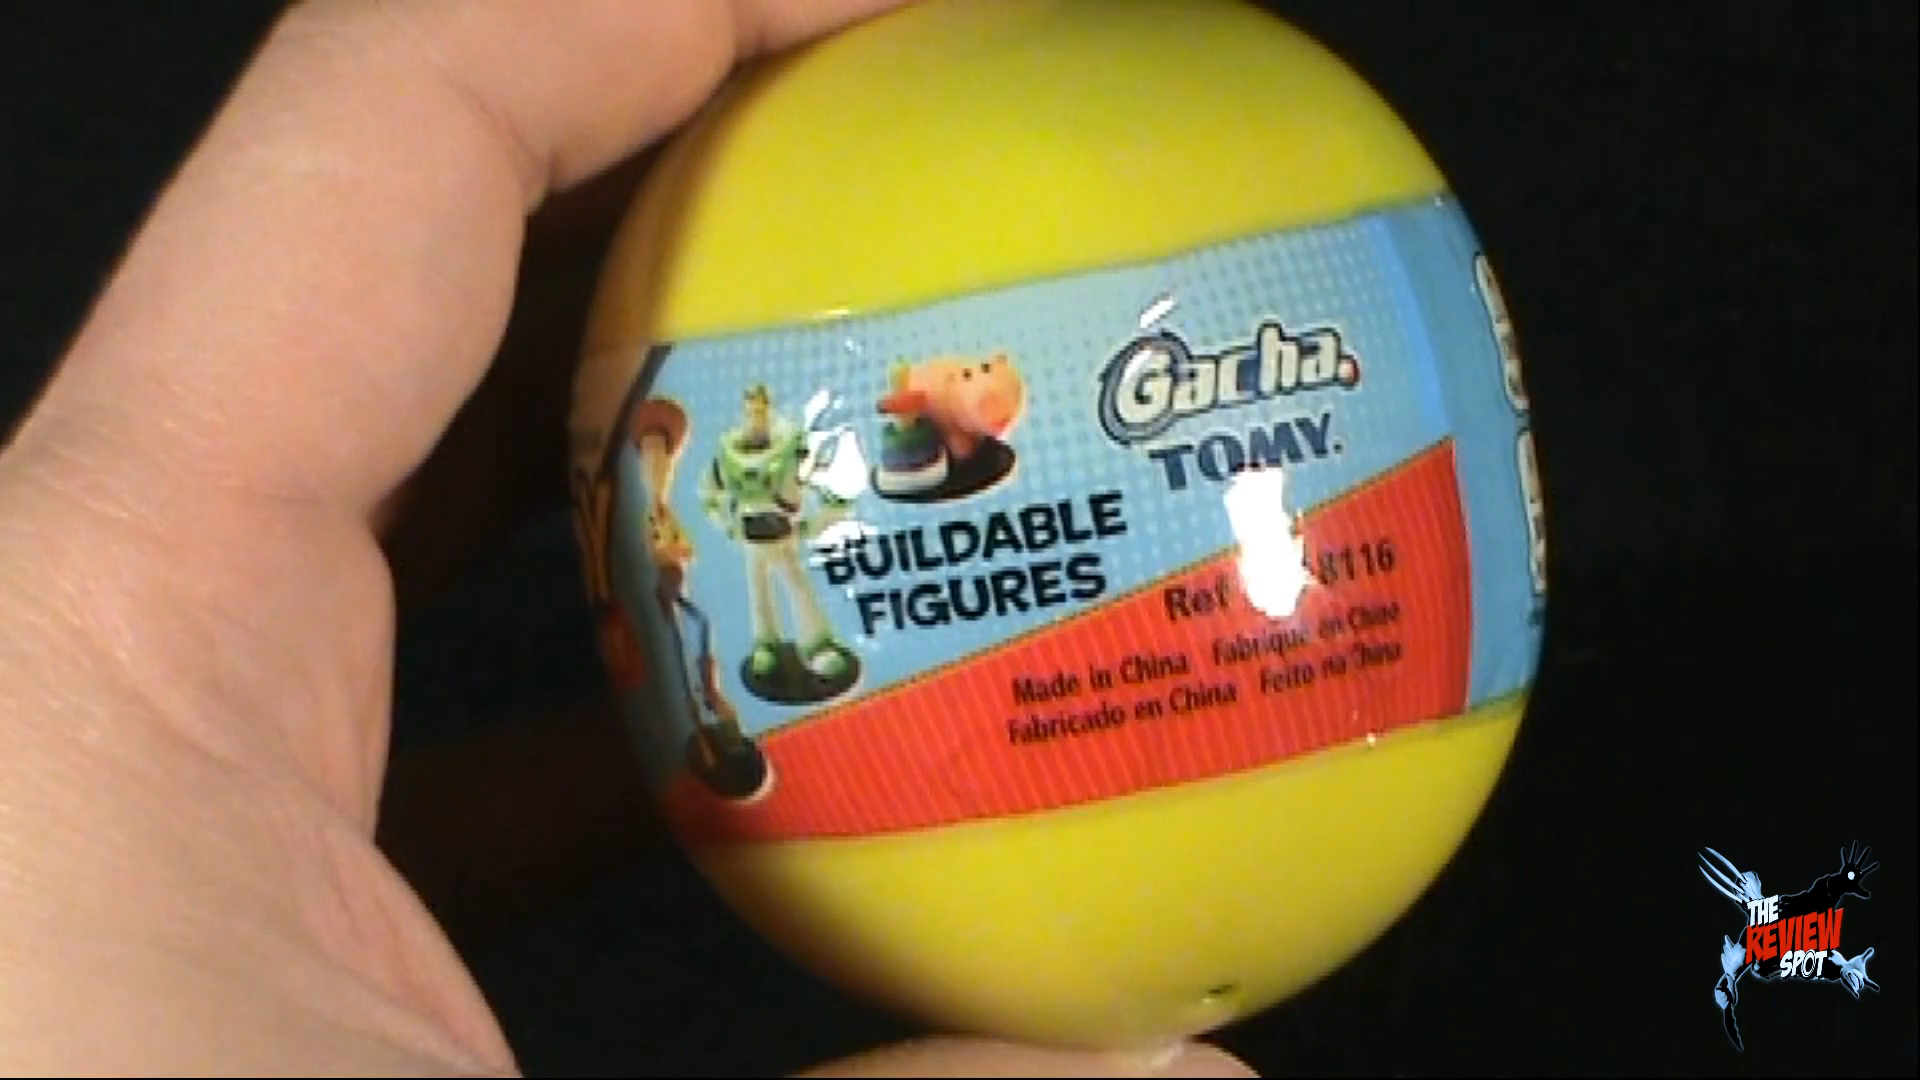 Gacha.
TOMY.
BUILDABLE
FIGURES
Ref 8116
Made in China Fabriqué en Chine
Fabricado en China Feito na China
THE
REVIEW
SPOT